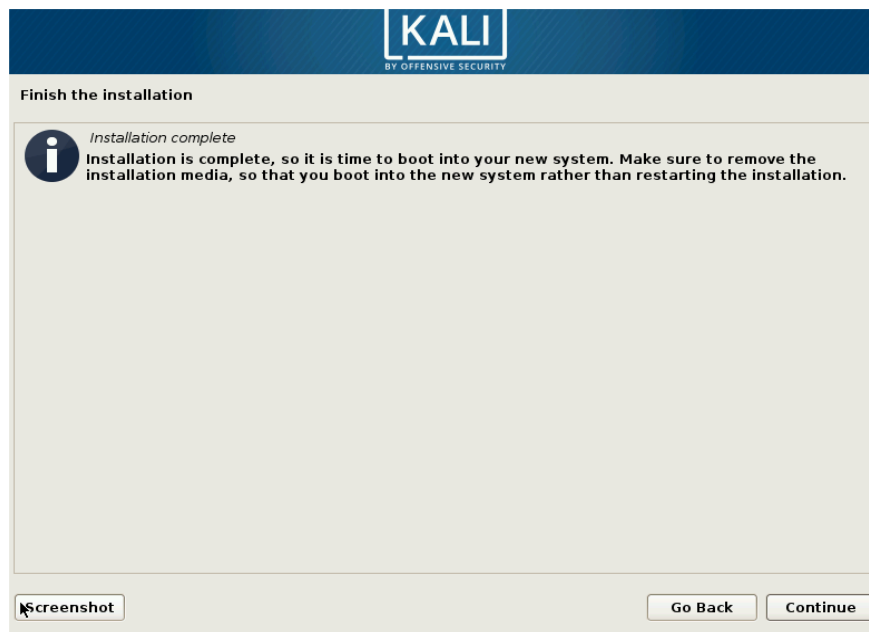 KALI
BY OFFENSIVE SECURITY
Finish the installation
Installation complete
Installation is complete, so it is time to boot into your new system. Make sure to remove the
installation media, so that you boot into the new system rather than restarting the installation.
Screenshot
Go Back
Continue